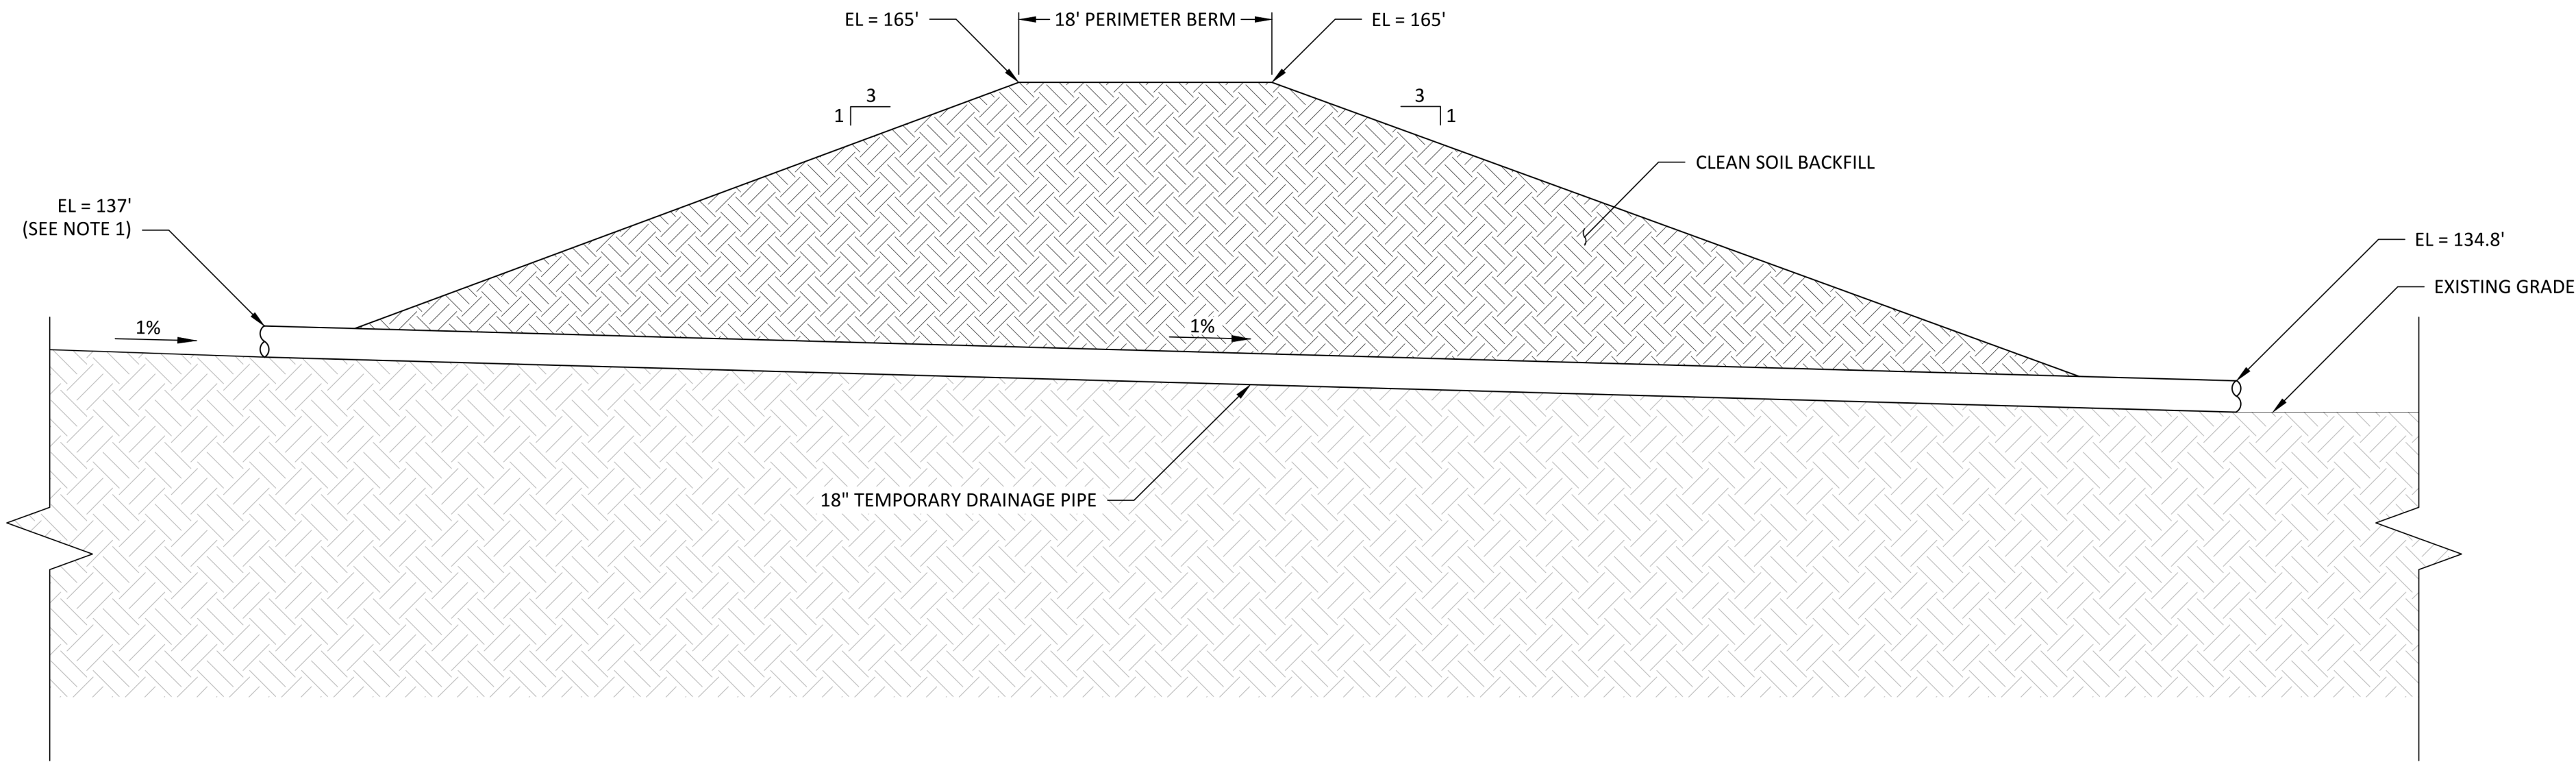 EL = 165'
18' PERIMETER BERM
EL = 165'
3
1
3
1
CLEAN SOIL BACKFILL
EL = 137'
(SEE NOTE 1)
EL = 134.8'
EXISTING GRADE
1%
1%
18" TEMPORARY DRAINAGE PIPE